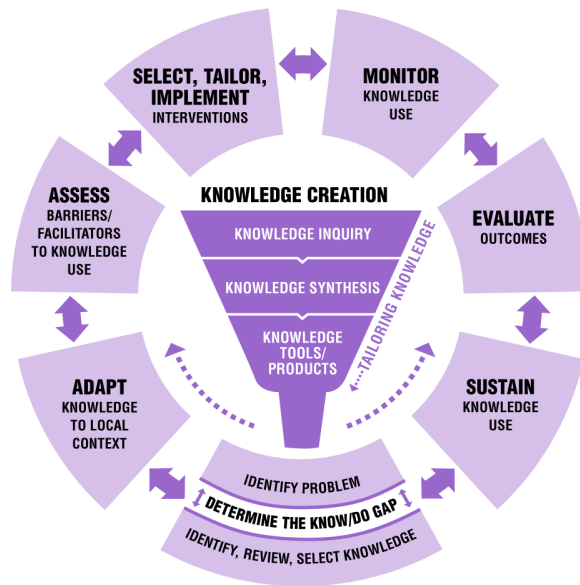 SELECT, TAILOR,
IMPLEMENT
INTERVENTIONS
MONITOR
KNOWLEDGE
USE
ASSESS
BARRIERS/
FACILITATORS
TO KNOWLEDGE
USE
KNOWLEDGE CREATION
KNOWLEDGE INQUIRY
KNOWLEDGE SYNTHESIS
KNOWLEDGE
TOOLS/
PRODUCTS
TAILORING KNOWLEDGE
EVALUATE
OUTCOMES
ADAPT
KNOWLEDGE
TO LOCAL
CONTEXT
SUSTAIN
KNOWLEDGE
USE
IDENTIFY PROBLEM
DETERMINE THE KNOW/DO GAP
IDENTIFY, REVIEW, SELECT KNOWLEDGE